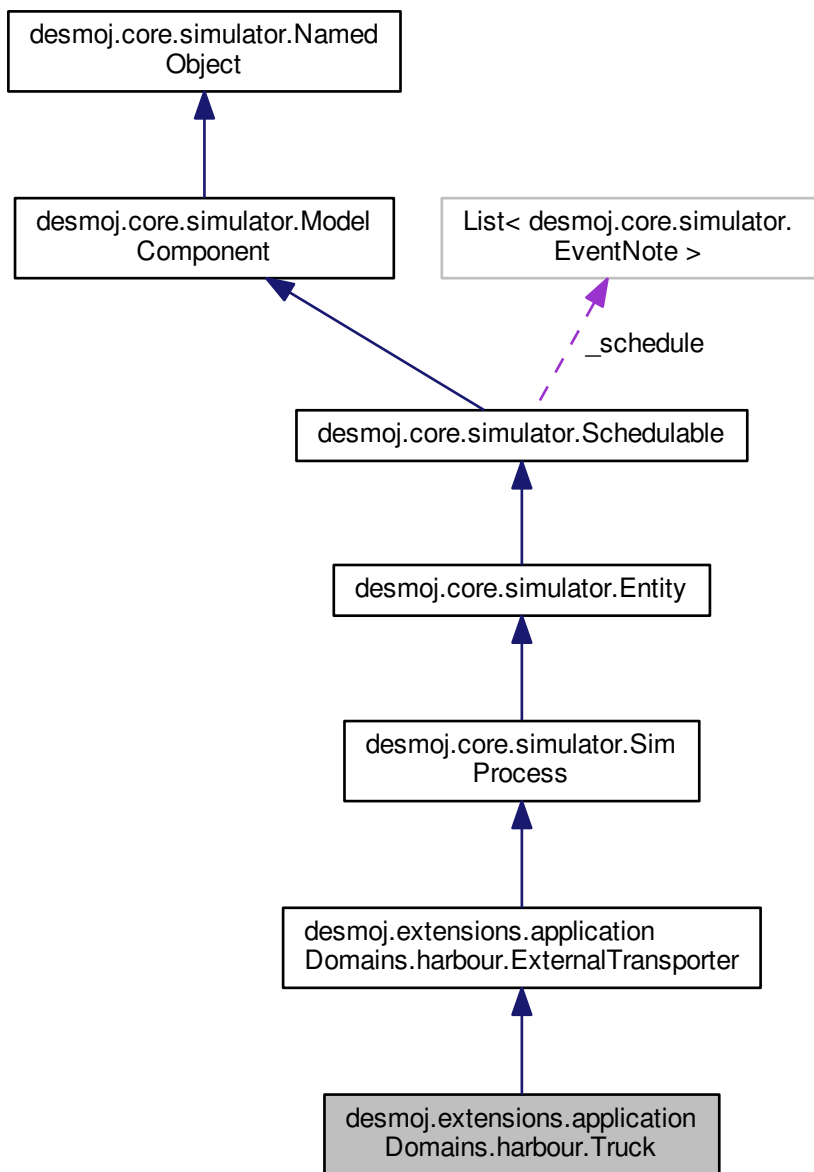 desmoj.core.simulator.Named
Object
desmoj.core.simulator.Model
Component
List< desmoj.core.simulator.
EventNote >
_schedule
desmoj.core.simulator.Schedulable
desmoj.core.simulator.Entity
desmoj.core.simulator.Sim
Process
desmoj.extensions.application
Domains.harbour.ExternalTransporter
desmoj.extensions.application
Domains.harbour.Truck